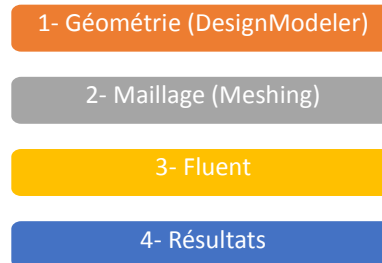 1- Géométrie (DesignModeler)
2- Maillage (Meshing)
3- Fluent
4- Résultats